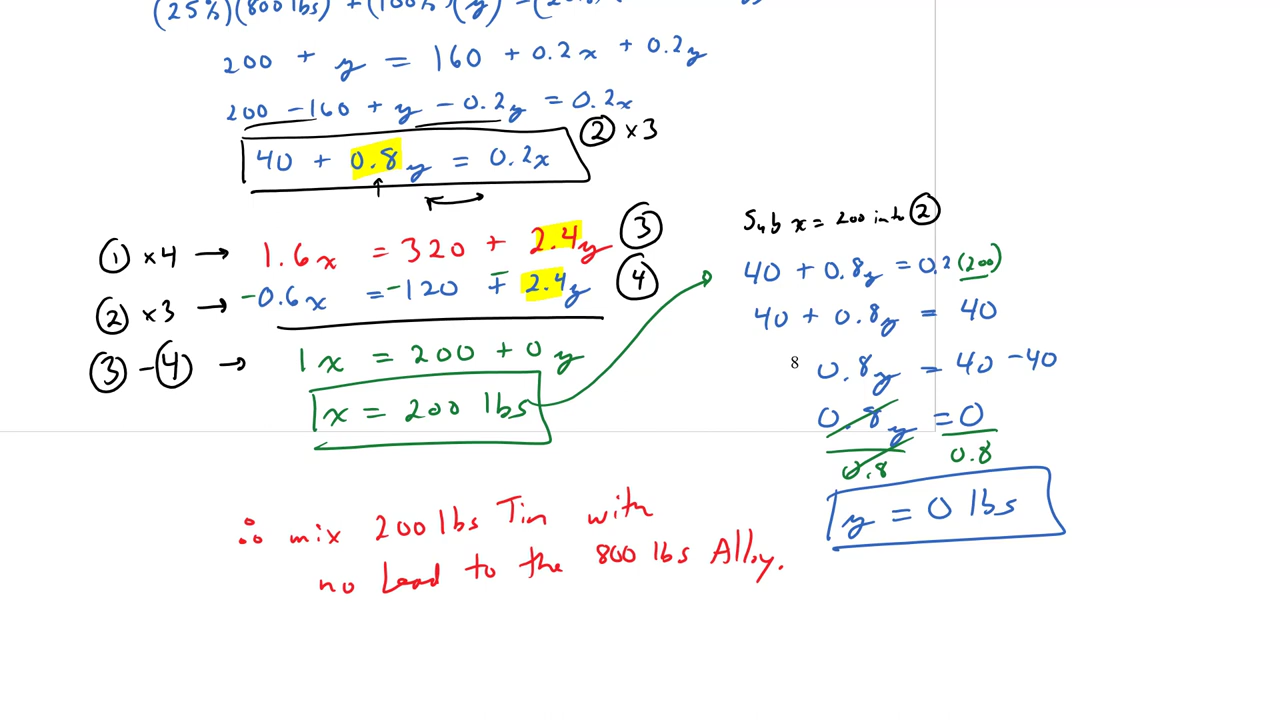 (25%)(800 lbs) + (100%)(y)
200 + y = 160 + 0.2x + 0.2y
200 - 160 + y - 0.2y = 0.2x
40 + 0.8y = 0.2x ② ×3
① ×4 → 1.6x = 320 + 2.4y ③
② ×3 → -0.6x = -120 ∓ 2.4y ④
③ - ④ → 1x = 200 + 0y
x = 200 lbs
Sub x = 200 into ②
40 + 0.8y = 0.2(200)
40 + 0.8y = 40
8
0.8y = 40 - 40
0.8y = 0
0.8 0.8
y = 0 lbs
∴ mix 200 lbs Tin with
no Lead to the 800 lbs Alloy.